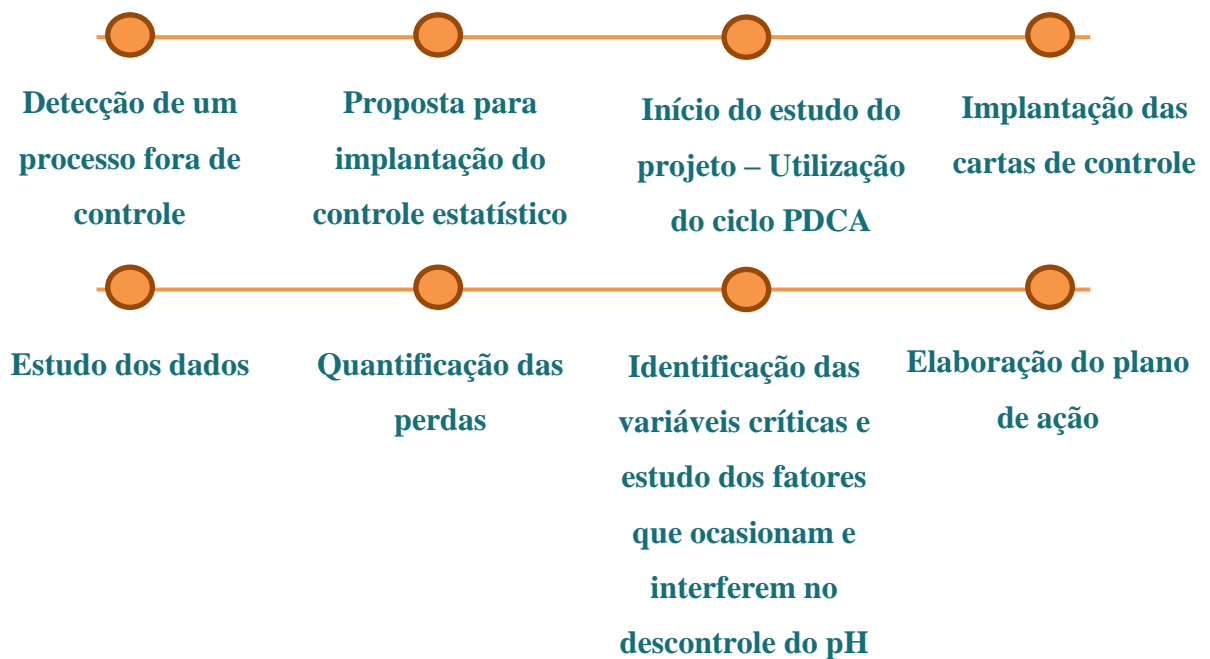 Detecção de um
processo fora de
controle
Proposta para
implantação do
controle estatístico
Início do estudo do
projeto – Utilização
do ciclo PDCA
Implantação das
cartas de controle
Estudo dos dados
Quantificação das
perdas
Identificação das
variáveis críticas e
estudo dos fatores
que ocasionam e
interferem no
descontrole do pH
Elaboração do plano
de ação